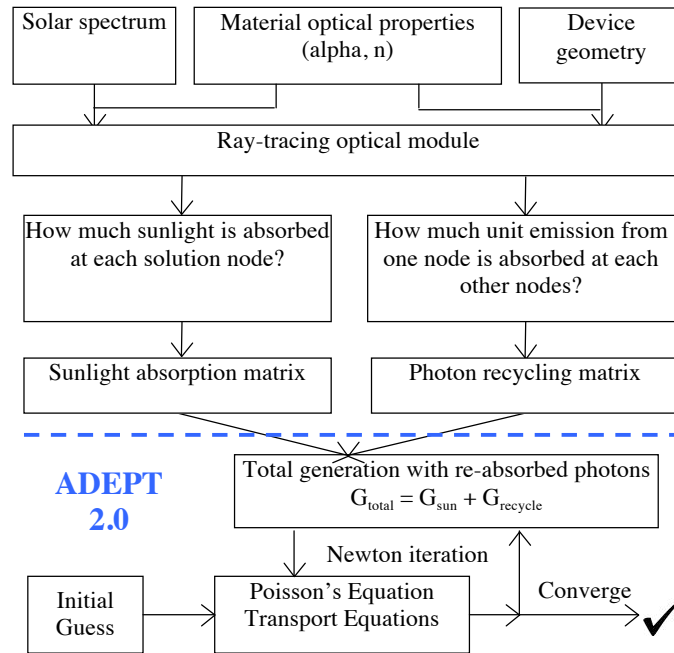 Solar spectrum
Material optical properties
(alpha, n)
Device
geometry
Ray-tracing optical module
How much sunlight is absorbed
at each solution node?
How much unit emission from
one node is absorbed at each
other nodes?
Sunlight absorption matrix
Photon recycling matrix
ADEPT
2.0
Total generation with re-absorbed photons
G_total = G_sun + G_recycle
Newton iteration
Initial
Guess
Poisson's Equation
Transport Equations
Converge